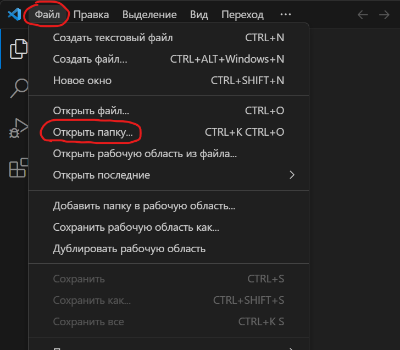 Файл Правка Выделение Вид Переход ...
Создать текстовый файл CTRL+N
Создать файл... CTRL+ALT+Windows+N
Новое окно CTRL+SHIFT+N
Открыть файл... CTRL+O
Открыть папку... CTRL+K CTRL+O
Открыть рабочую область из файла...
Открыть последние
Добавить папку в рабочую область...
Сохранить рабочую область как...
Дублировать рабочую область
Сохранить CTRL+S
Сохранить как... CTRL+SHIFT+S
Сохранить все CTRL+K S